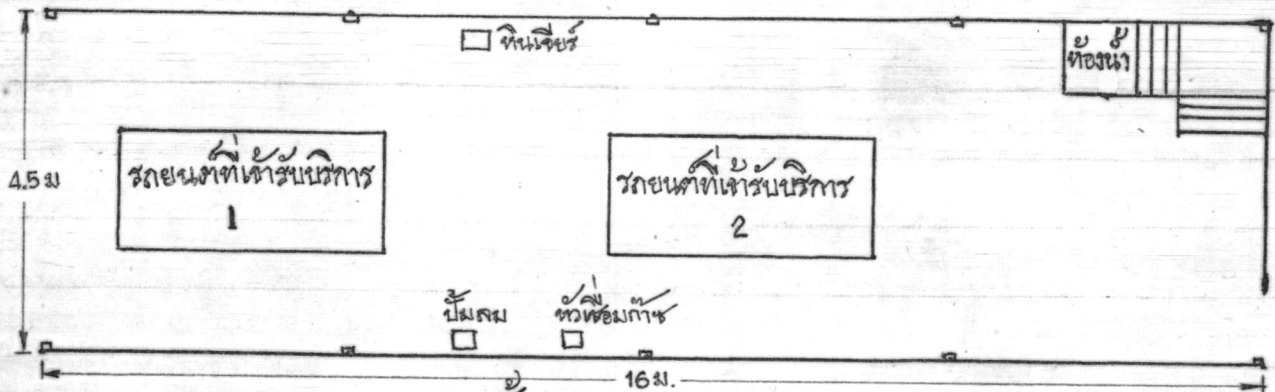 หินเจียร์
ห้องน้ำ
4.5 ม
รถยนต์ที่เข้ารับบริการ
1
รถยนต์ที่เข้ารับบริการ
2
ปั๊มลม
หัวเชื่อมก๊าซ
16 ม.